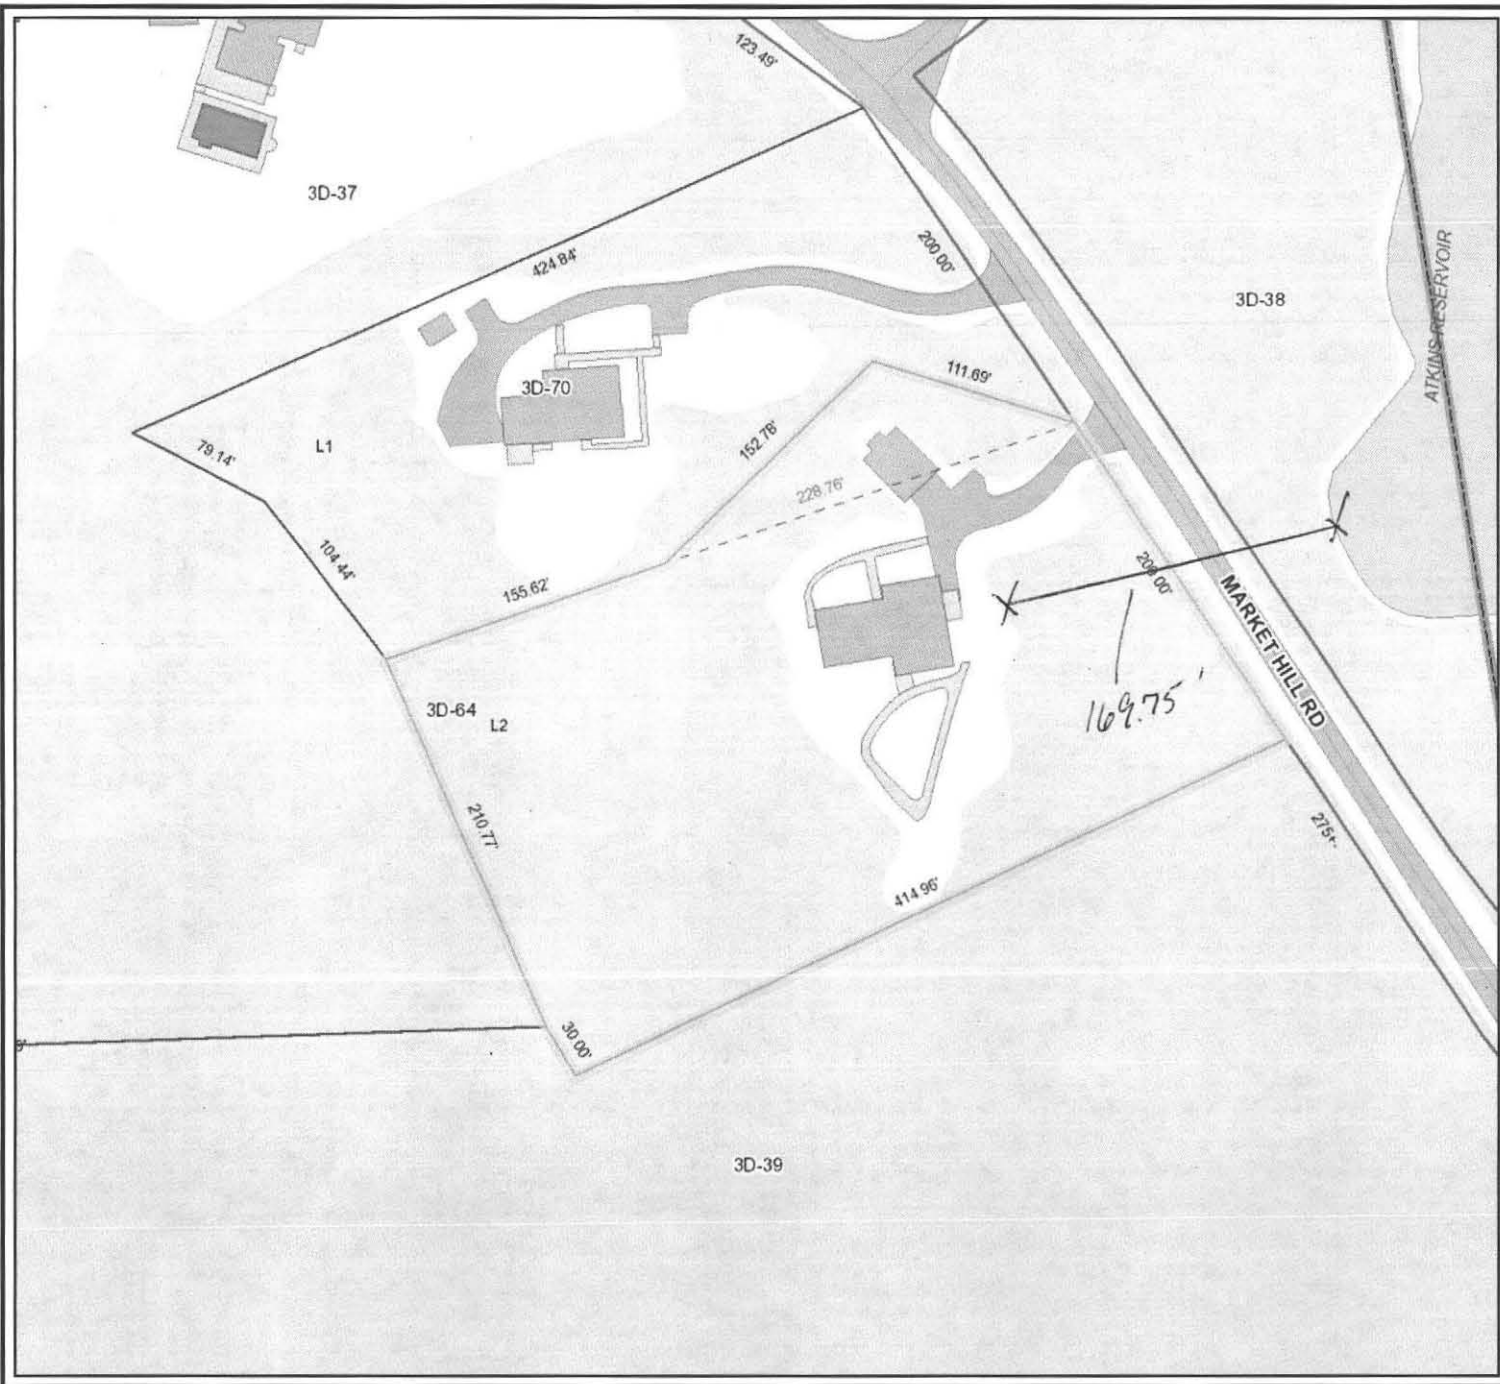 123.49'
3D-37
200.00'
424.84'
3D-38
ATKINS RESERVOIR
3D-70
111.69'
79.14'
L1
152.78'
228.76'
104.44'
200.00'
155.62'
MARKET HILL RD
169.75'
3D-64
L2
210.77'
275+-
414.96'
30.00'
3D-39